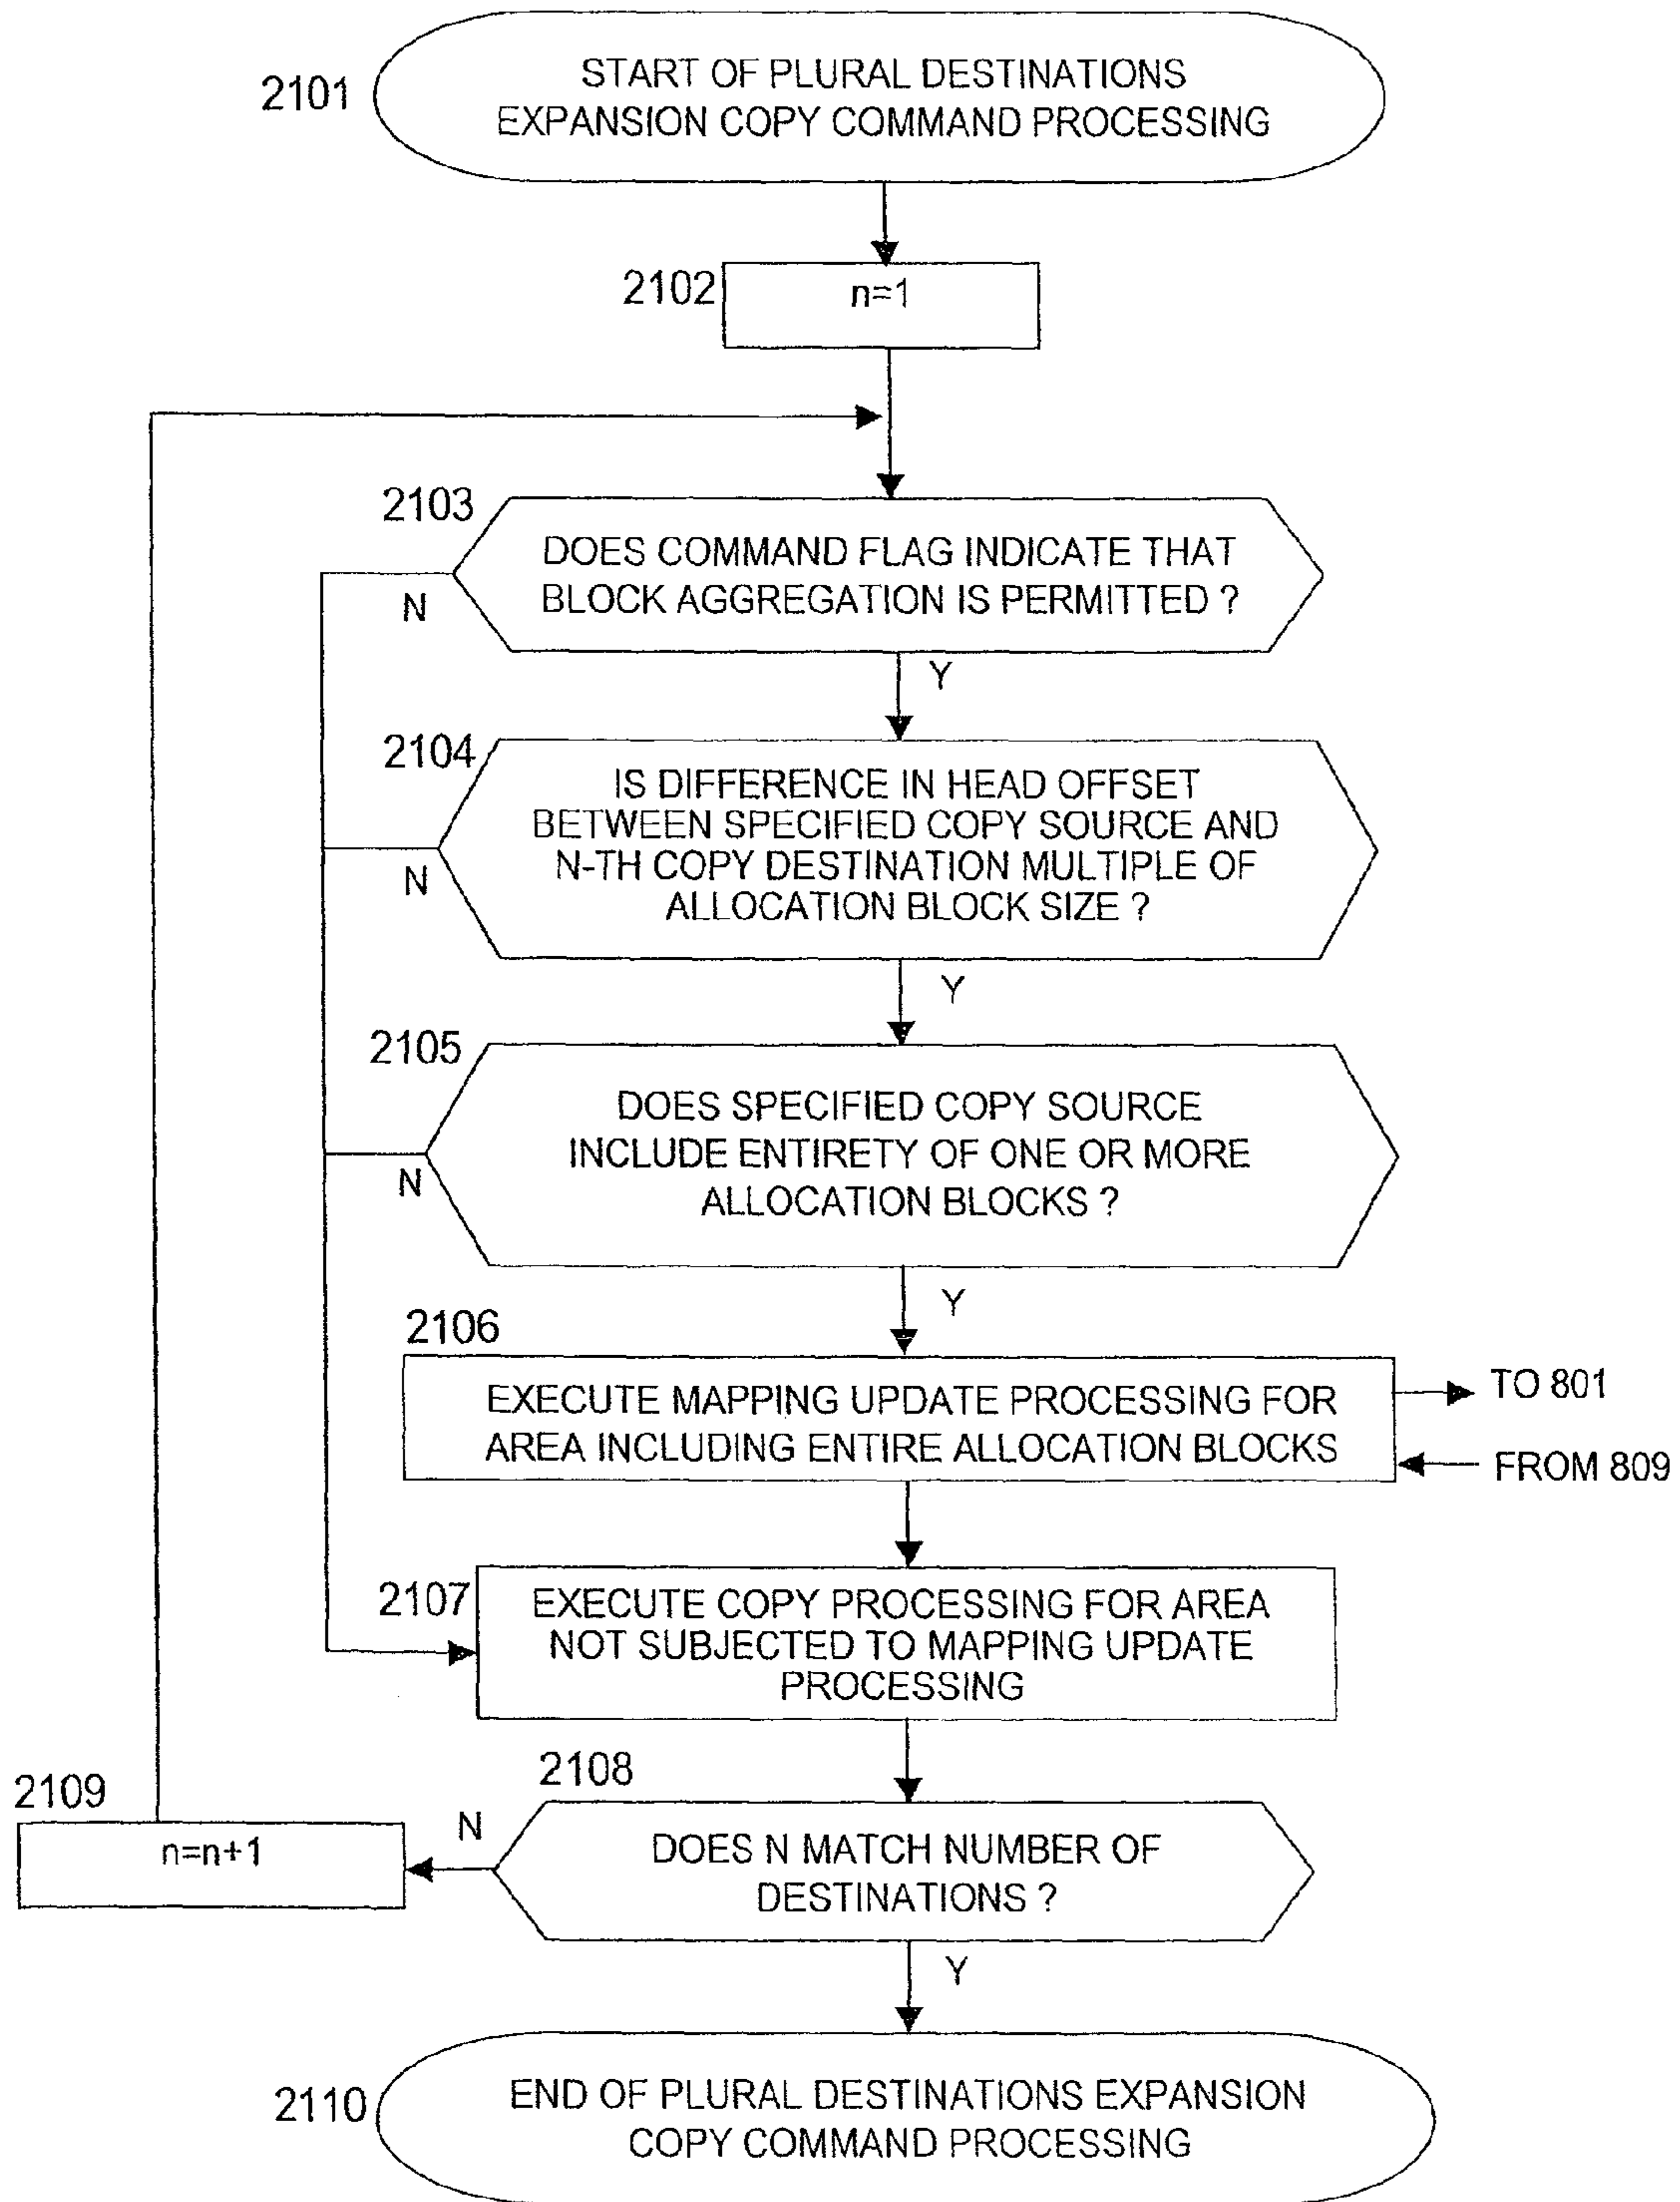 START OF PLURAL DESTINATIONS
2101
EXPANSION COPY COMMAND PROCESSING
2102
n=1
2103
DOES COMMAND FLAG INDICATE THAT
BLOCK AGGREGATION IS PERMITTED ?
N
Y
2104
IS DIFFERENCE IN HEAD OFFSET
BETWEEN SPECIFIED COPY SOURCE AND
N-TH COPY DESTINATION MULTIPLE OF
ALLOCATION BLOCK SIZE ?
N
Y
2105
DOES SPECIFIED COPY SOURCE
INCLUDE ENTIRETY OF ONE OR MORE
ALLOCATION BLOCKS ?
N
Y
2106
EXECUTE MAPPING UPDATE PROCESSING FOR
AREA INCLUDING ENTIRE ALLOCATION BLOCKS
TO 801
FROM 809
2107
EXECUTE COPY PROCESSING FOR AREA
NOT SUBJECTED TO MAPPING UPDATE
PROCESSING
2108
DOES N MATCH NUMBER OF
DESTINATIONS ?
N
2109
n=n+1
Y
2110
END OF PLURAL DESTINATIONS EXPANSION
COPY COMMAND PROCESSING